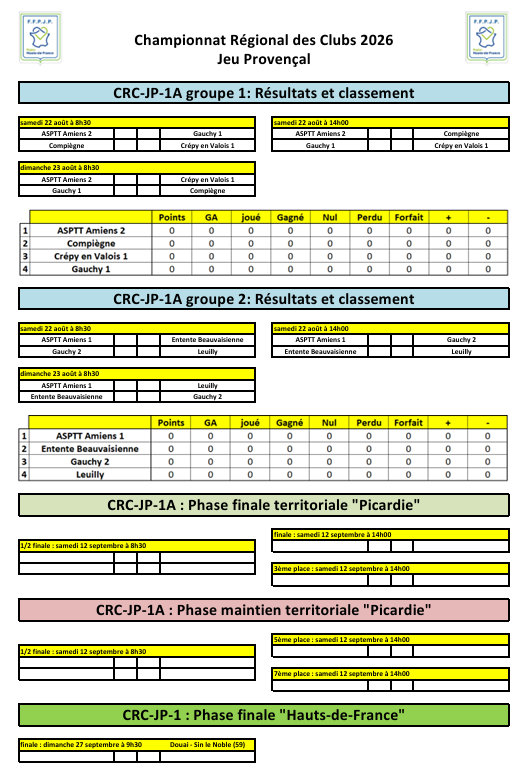 F.F.P.J.P.
F.F.P.J.P.
Championnat Régional des Clubs 2026
Jeu Provençal
CRC-JP-1A groupe 1: Résultats et classement
samedi 22 août à 8h30
ASPTT Amiens 2 Gauchy 1
Compiègne Crépy en Valois 1
samedi 22 août à 14h00
ASPTT Amiens 2 Compiègne
Gauchy 1 Crépy en Valois 1
dimanche 23 août à 8h30
ASPTT Amiens 2 Crépy en Valois 1
Gauchy 1 Compiègne
Points GA joué Gagné Nul Perdu Forfait + -
1 ASPTT Amiens 2 0 0 0 0 0 0 0 0 0
2 Compiègne 0 0 0 0 0 0 0 0 0
3 Crépy en Valois 1 0 0 0 0 0 0 0 0 0
4 Gauchy 1 0 0 0 0 0 0 0 0 0
CRC-JP-1A groupe 2: Résultats et classement
samedi 22 août à 8h30
ASPTT Amiens 1 Entente Beauvaisienne
Gauchy 2 Leuilly
samedi 22 août à 14h00
ASPTT Amiens 1 Gauchy 2
Entente Beauvaisienne Leuilly
dimanche 23 août à 8h30
ASPTT Amiens 1 Leuilly
Entente Beauvaisienne Gauchy 2
Points GA joué Gagné Nul Perdu Forfait + -
1 ASPTT Amiens 1 0 0 0 0 0 0 0 0 0
2 Entente Beauvaisienne 0 0 0 0 0 0 0 0 0
3 Gauchy 2 0 0 0 0 0 0 0 0 0
4 Leuilly 0 0 0 0 0 0 0 0 0
CRC-JP-1A : Phase finale territoriale "Picardie"
1/2 finale : samedi 12 septembre à 8h30
finale : samedi 12 septembre à 14h00
3ème place : samedi 12 septembre à 14h00
CRC-JP-1A : Phase maintien territoriale "Picardie"
1/2 finale : samedi 12 septembre à 8h30
5ème place : samedi 12 septembre à 14h00
7ème place : samedi 12 septembre à 14h00
CRC-JP-1 : Phase finale "Hauts-de-France"
finale : dimanche 27 septembre à 9h30 Douai - Sin le Noble (59)